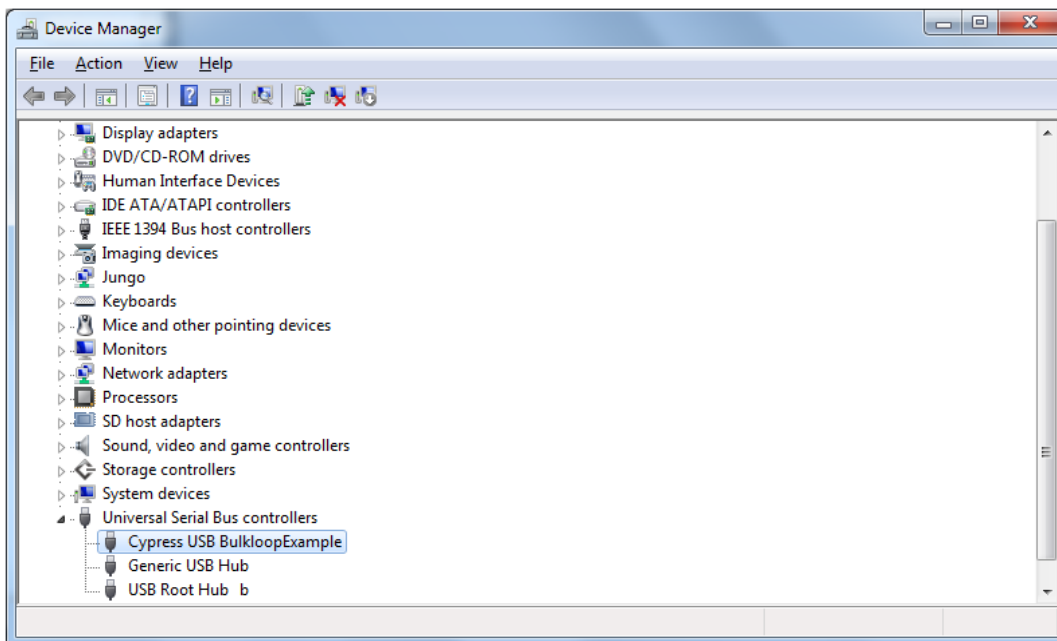 Device Manager
File Action View Help
Display adapters
DVD/CD-ROM drives
Human Interface Devices
IDE ATA/ATAPI controllers
IEEE 1394 Bus host controllers
Imaging devices
Jungo
Keyboards
Mice and other pointing devices
Monitors
Network adapters
Processors
SD host adapters
Sound, video and game controllers
Storage controllers
System devices
Universal Serial Bus controllers
Cypress USB BulkloopExample
Generic USB Hub
USB Root Hub b